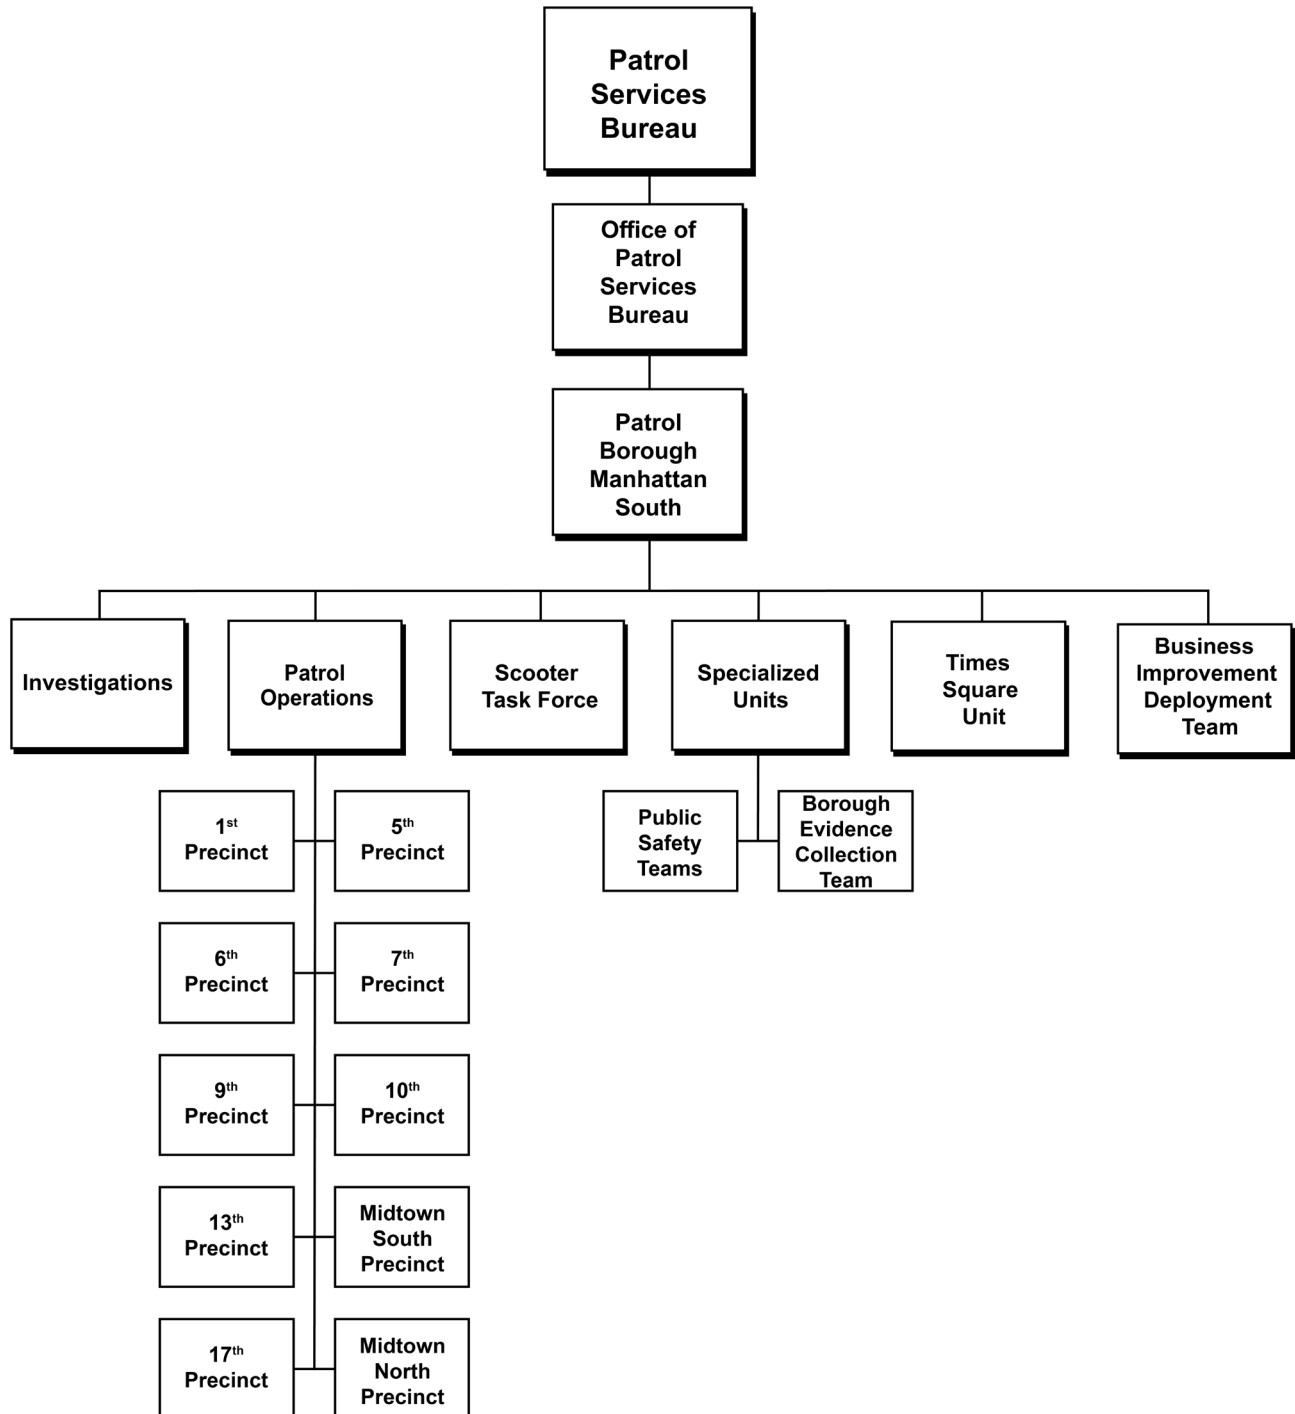 Patrol
Services
Bureau
Office of
Patrol
Services
Bureau
Patrol
Borough
Manhattan
South
Investigations
Patrol
Operations
Scooter
Task Force
Specialized
Units
Times
Square
Unit
Business
Improvement
Deployment
Team
1st
Precinct
5th
Precinct
Public
Safety
Teams
Borough
Evidence
Collection
Team
6th
Precinct
7th
Precinct
9th
Precinct
10th
Precinct
13th
Precinct
Midtown
South
Precinct
17th
Precinct
Midtown
North
Precinct